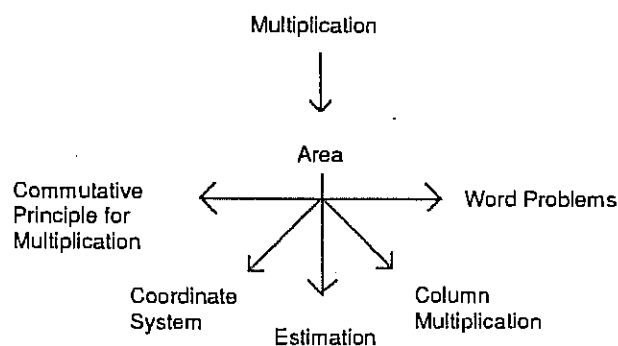 Multiplication
Area
Commutative
Principle for
Multiplication
Word Problems
Coordinate
System
Estimation
Column
Multiplication